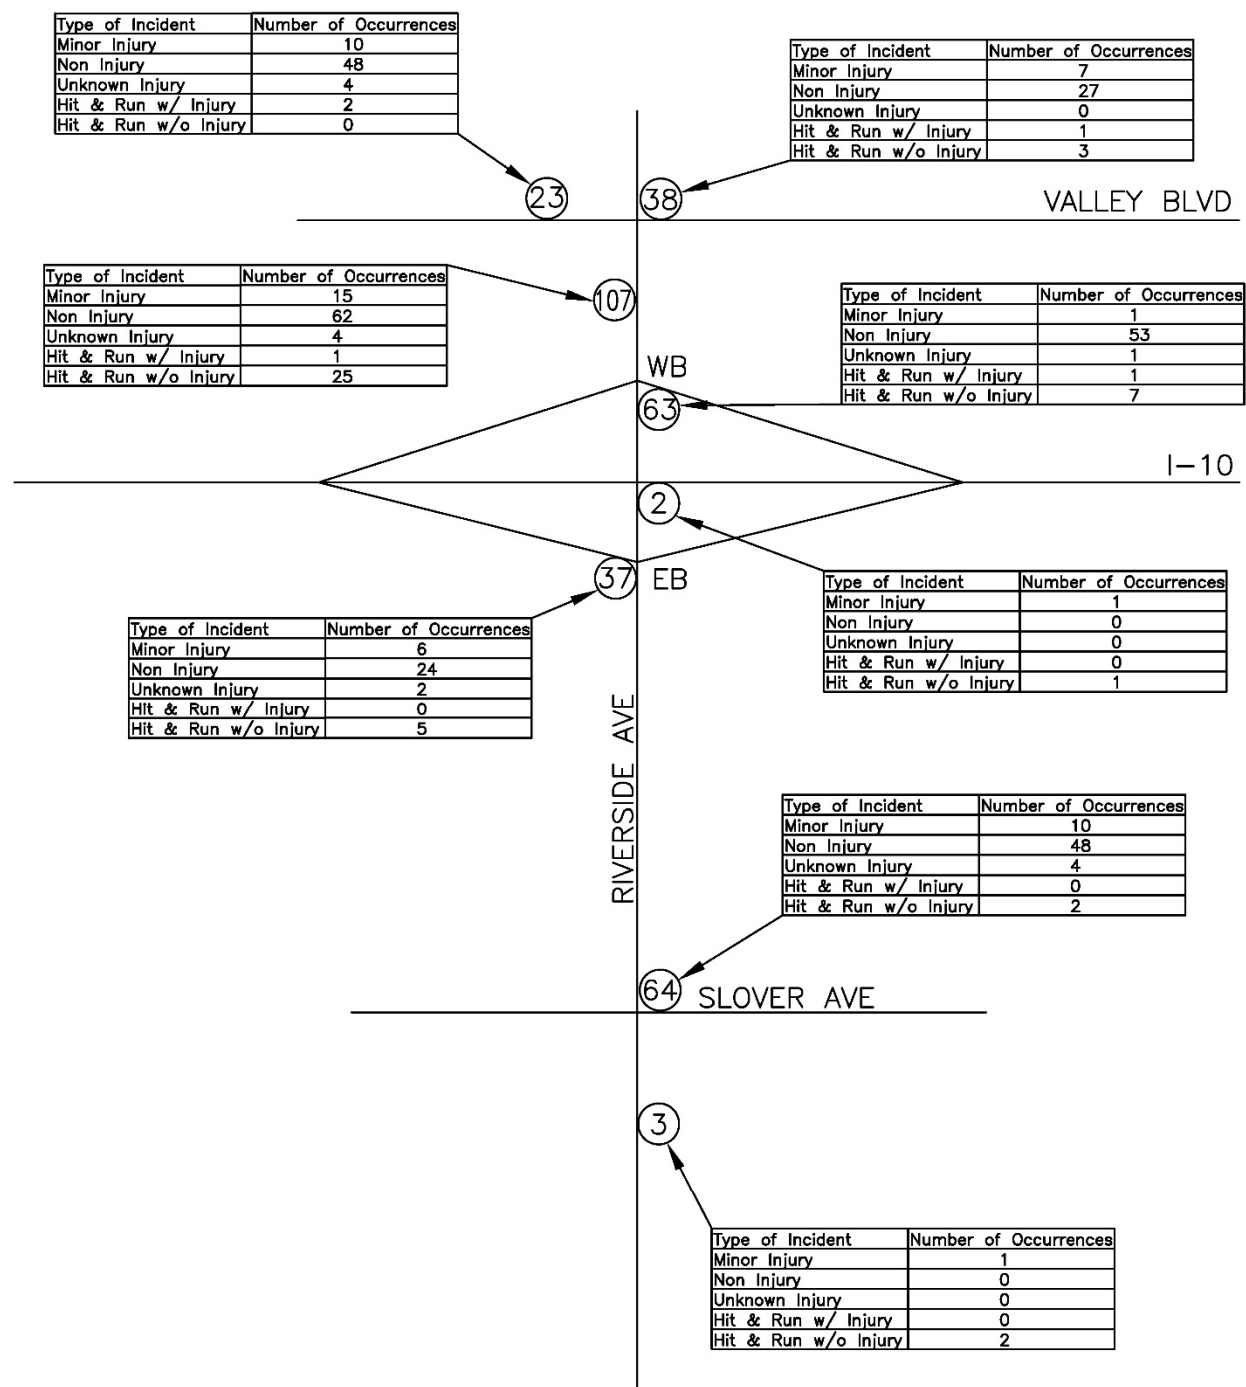 Type of Incident Number of Occurrences
Minor Injury 10
Non Injury 48
Unknown Injury 4
Hit & Run w/ Injury 2
Hit & Run w/o Injury 0
Type of Incident Number of Occurrences
Minor Injury 7
Non Injury 27
Unknown Injury 0
Hit & Run w/ Injury 1
Hit & Run w/o Injury 3
23
38
VALLEY BLVD
Type of Incident Number of Occurrences
Minor Injury 15
Non Injury 62
Unknown Injury 4
Hit & Run w/ Injury 1
Hit & Run w/o Injury 25
107
Type of Incident Number of Occurrences
Minor Injury 1
Non Injury 53
Unknown Injury 1
Hit & Run w/ Injury 1
Hit & Run w/o Injury 7
WB
63
I-10
2
37
EB
Type of Incident Number of Occurrences
Minor Injury 1
Non Injury 0
Unknown Injury 0
Hit & Run w/ Injury 0
Hit & Run w/o Injury 1
Type of Incident Number of Occurrences
Minor Injury 6
Non Injury 24
Unknown Injury 2
Hit & Run w/ Injury 0
Hit & Run w/o Injury 5
RIVERSIDE AVE
Type of Incident Number of Occurrences
Minor Injury 10
Non Injury 48
Unknown Injury 4
Hit & Run w/ Injury 0
Hit & Run w/o Injury 2
64
SLOVER AVE
3
Type of Incident Number of Occurrences
Minor Injury 1
Non Injury 0
Unknown Injury 0
Hit & Run w/ Injury 0
Hit & Run w/o Injury 2